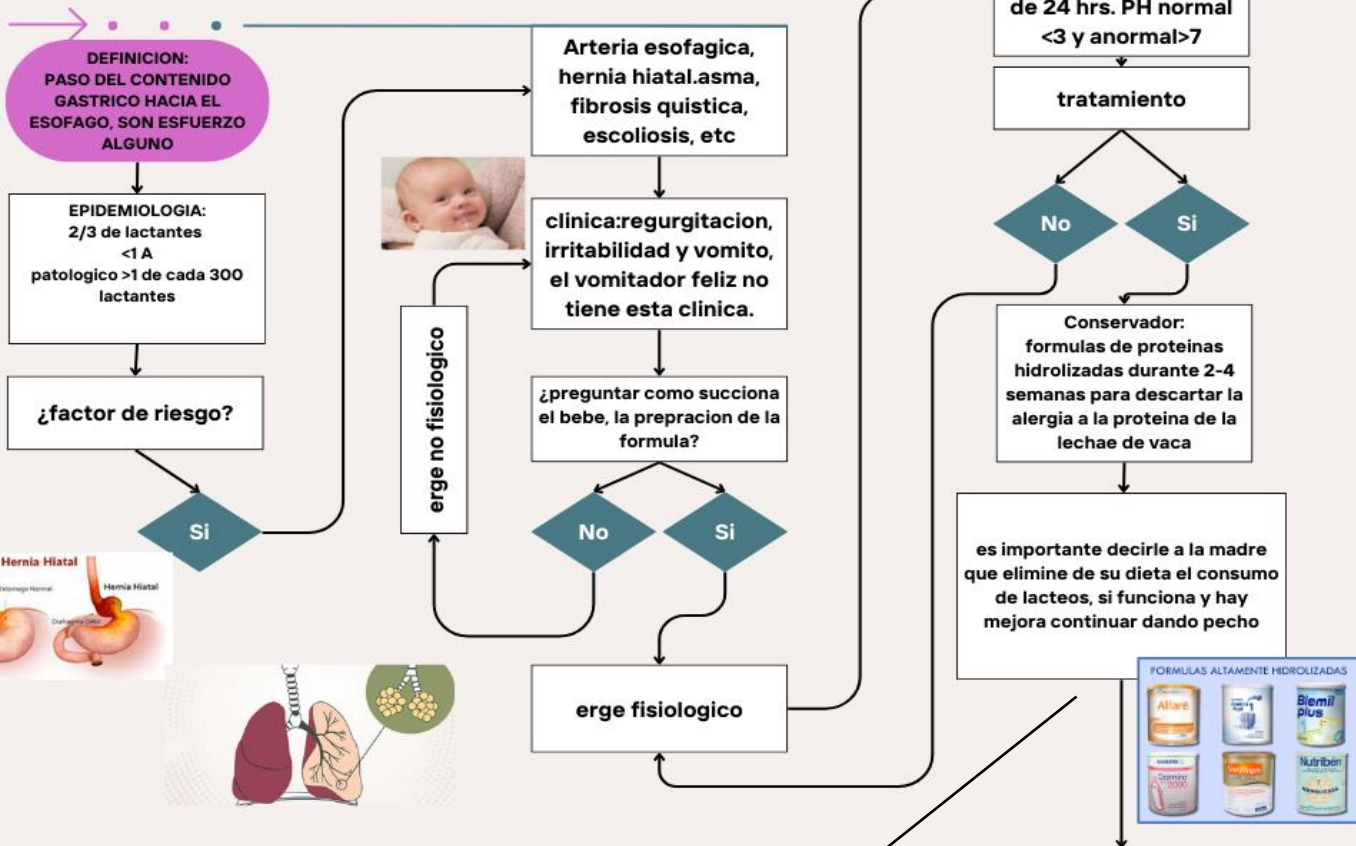 DEFINICION:
PASO DEL CONTENIDO
GASTRICO HACIA EL
ESOFAGO, SON ESFUERZO
ALGUNO
EPIDEMIOLOGIA:
2/3 de lactantes
<1 A
patologico >1 de cada 300
lactantes
¿factor de riesgo?
Si
Hernia Hiatal
Estomago Normal
Hernia Hiatal
Arteria esofagica,
hernia hiatal.asma,
fibrosis quistica,
escoliosis, etc
clinica:regurgitacion,
irritabilidad y vomito,
el vomitador feliz no
tiene esta clinica.
erge no fisiologico
¿preguntar como succiona
el bebe, la prepracion de la
formula?
No
Si
erge fisiologico
de 24 hrs. PH normal
<3 y anormal>7
tratamiento
No
Si
Conservador:
formulas de proteinas
hidrolizadas durante 2-4
semanas para descartar la
alergia a la proteina de la
lechae de vaca
es importante decirle a la madre
que elimine de su dieta el consumo
de lacteos, si funciona y hay
mejora continuar dando pecho
FORMULAS ALTAMENTE HIDROLIZADAS
Alfaré
1
Blemil
plus
Damira
2000
Nutribén
HIDROLIZADA